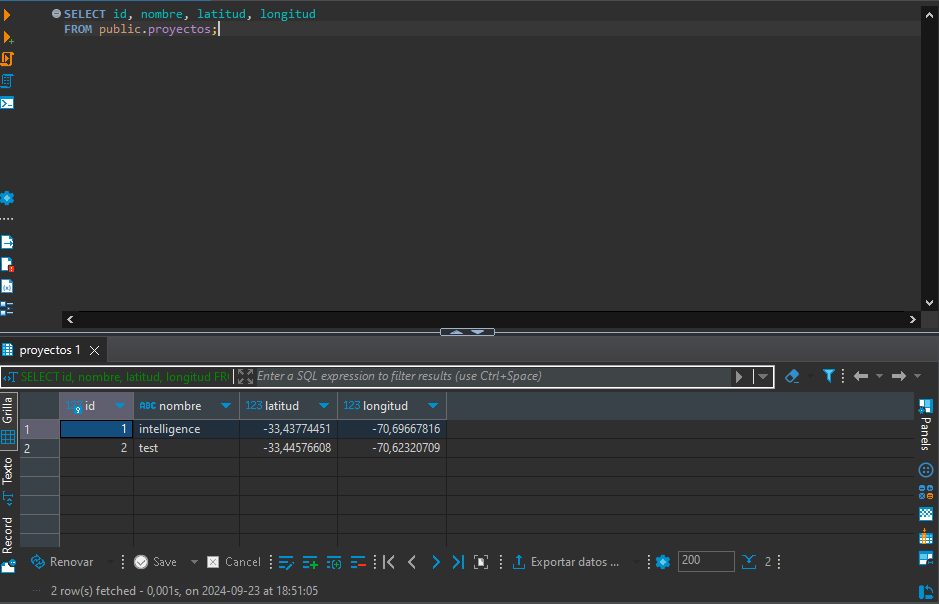 SELECT id, nombre, latitud, longitud
FROM public.proyectos;
proyectos 1
SELECT id, nombre, latitud, longitud FR
Enter a SQL expression to filter results (use Ctrl+Space)
Grilla
Texto
Record
123 id ABC nombre 123 latitud 123 longitud
1 1 intelligence -33,43774451 -70,69667816
2 2 test -33,44576608 -70,62320709
Panels
Renovar Save Cancel Exportar datos ... 200 2
2 row(s) fetched - 0,001s, on 2024-09-23 at 18:51:05